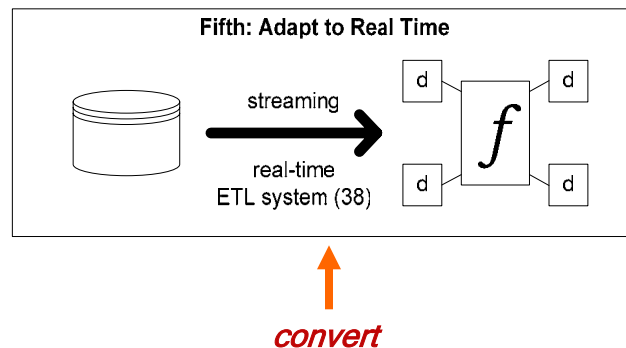 Fifth: Adapt to Real Time
streaming
real-time
ETL system (38)
d
d
f
d
d
convert